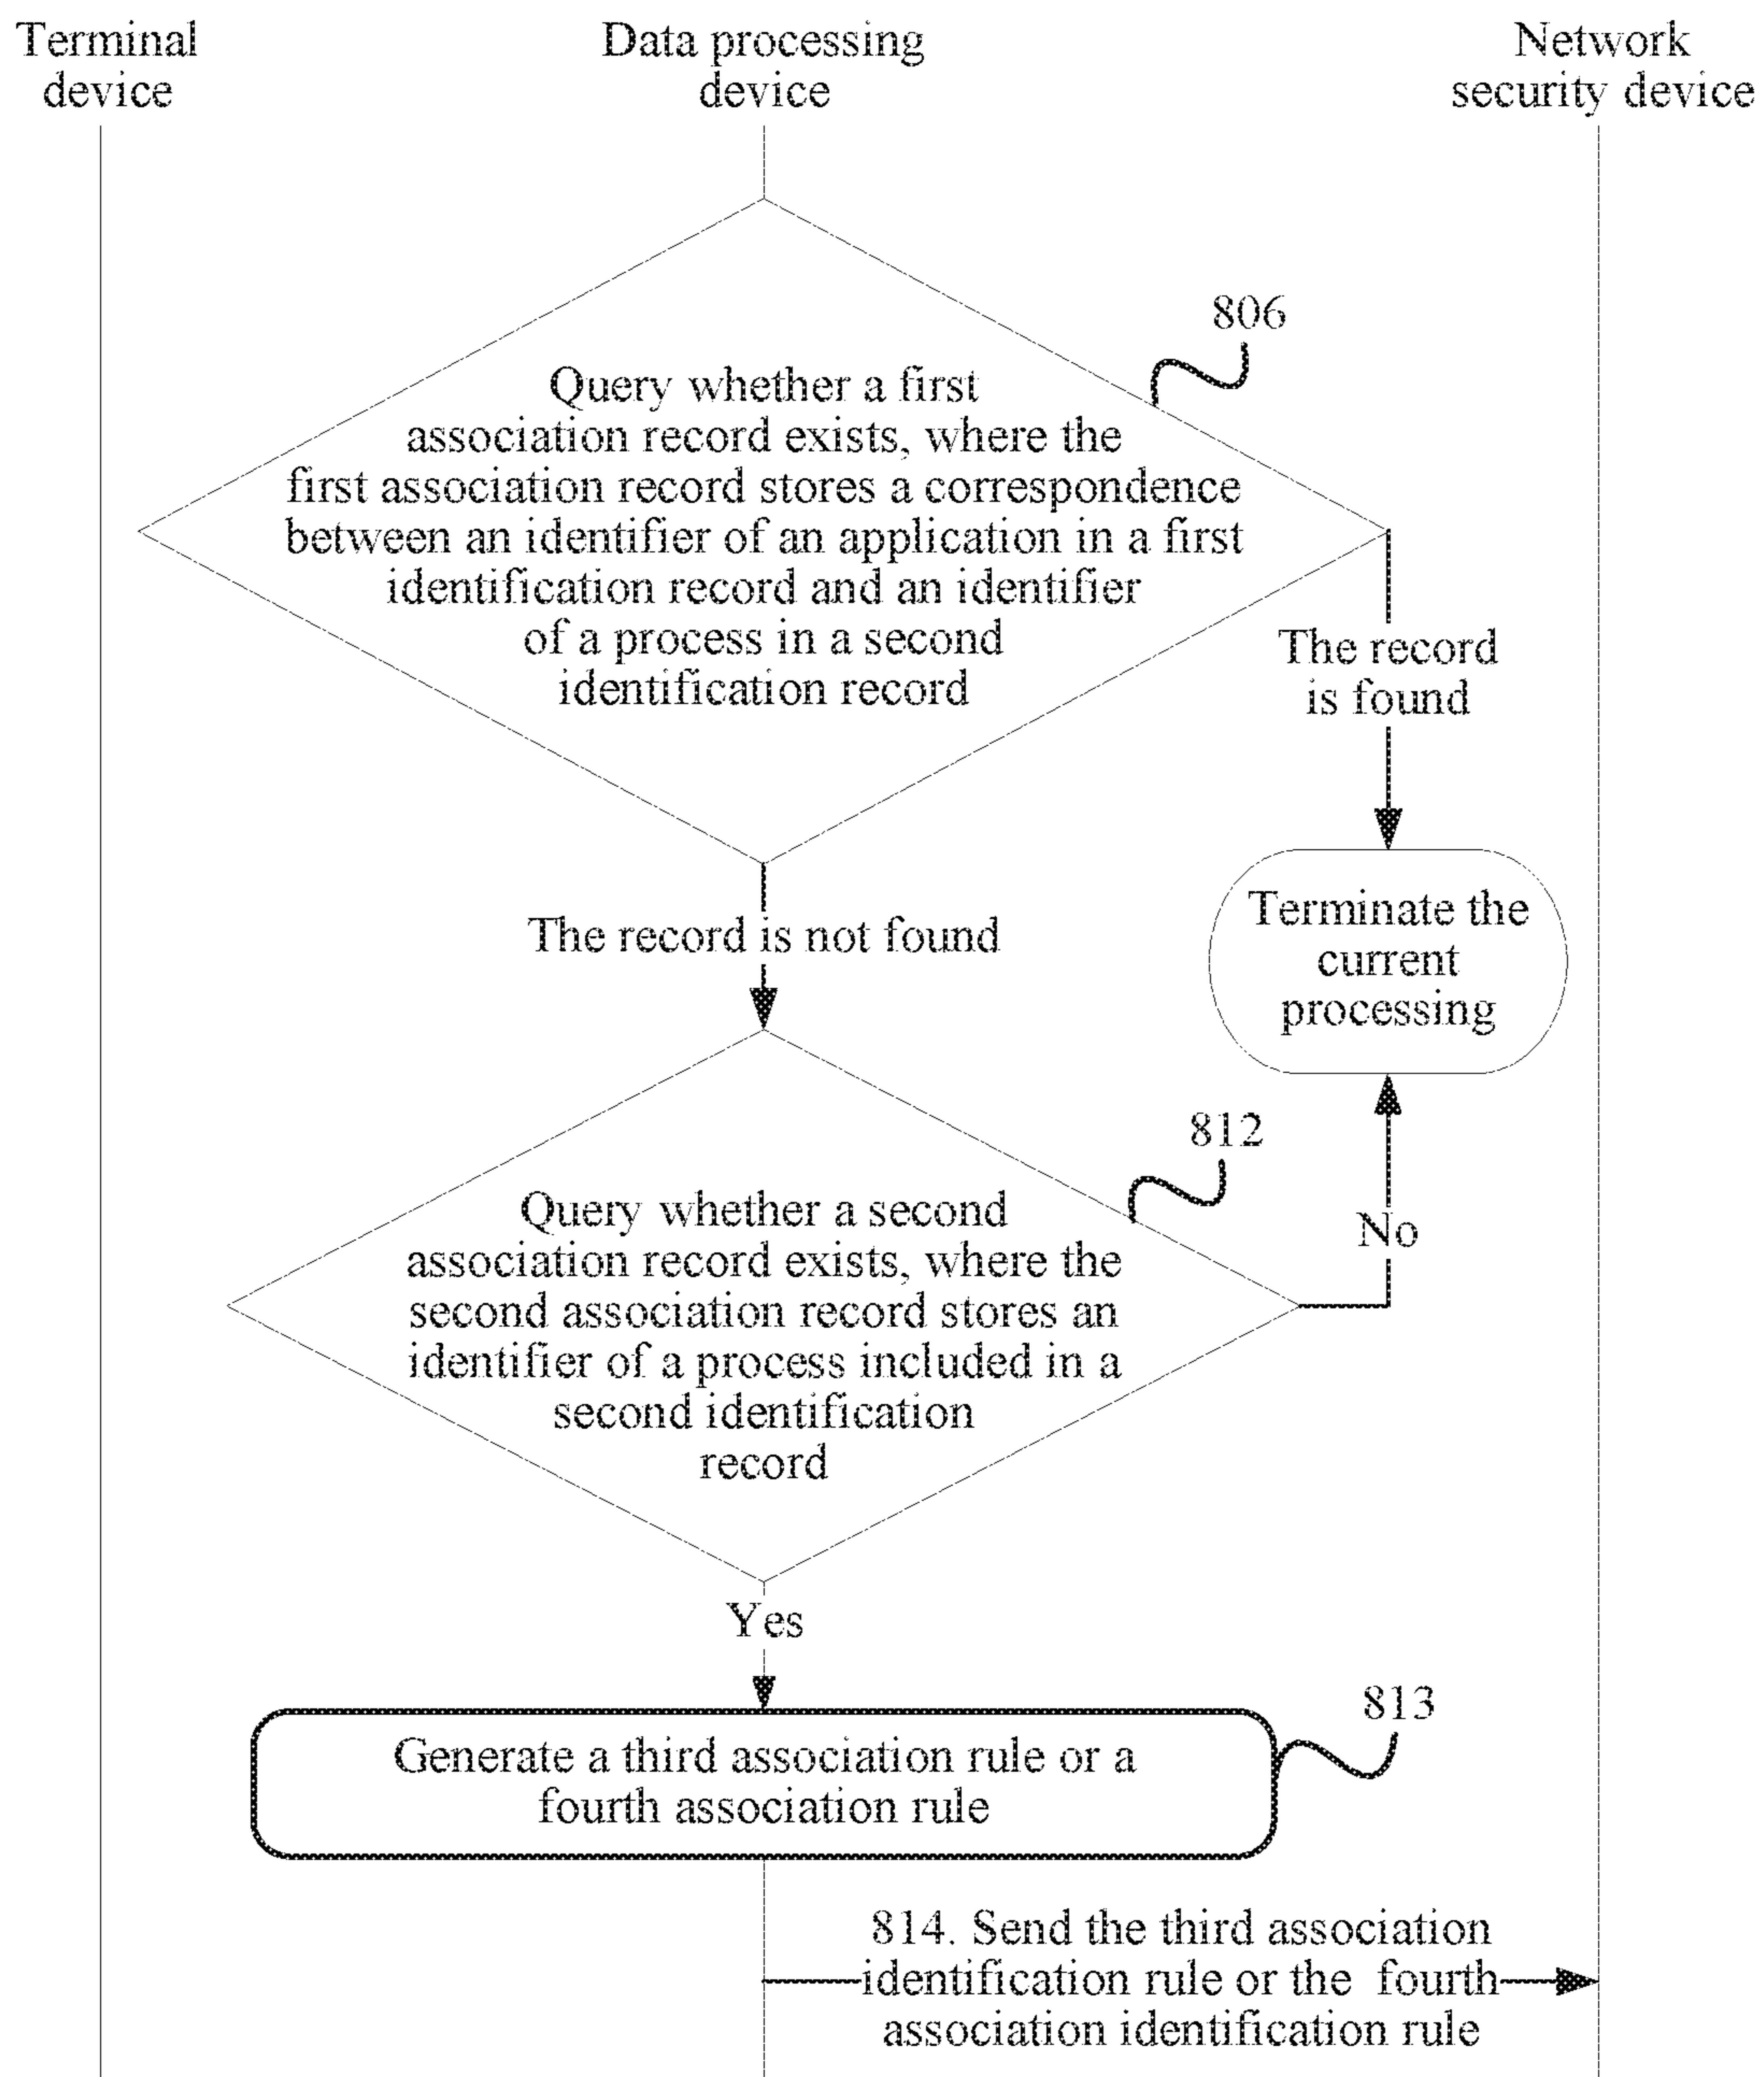 Terminal
device
Data processing
device
Network
security device
806
Query whether a first
association record exists, where the
first association record stores a correspondence
between an identifier of an application in a first
identification record and an identifier
of a process in a second
identification record
The record
is found
The record is not found
Terminate the
current
processing
812
Query whether a second
association record exists, where the
second association record stores an
identifier of a process included in a
second identification
record
No
Yes
813
Generate a third association rule or a
fourth association rule
814. Send the third association
identification rule or the fourth
association identification rule